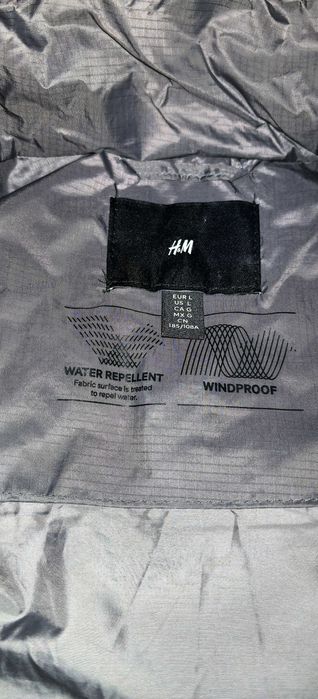 H&M
EUR L
US L
CA G
MX G
CN
185/108A
WATER REPELLENT
Fabric surface is treated
to repel water.
WINDPROOF